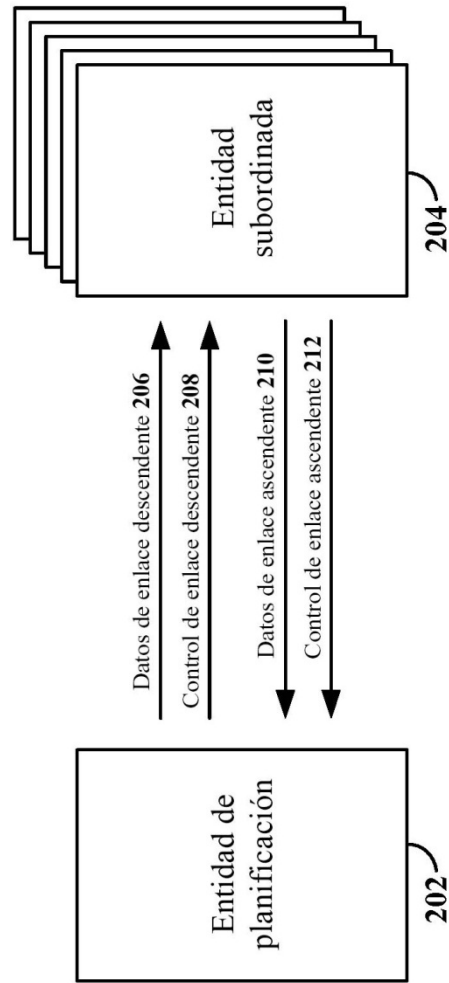 Entidad de
planificación
202
Datos de enlace descendente 206
Control de enlace descendente 208
Datos de enlace ascendente 210
Control de enlace ascendente 212
Entidad
subordinada
204